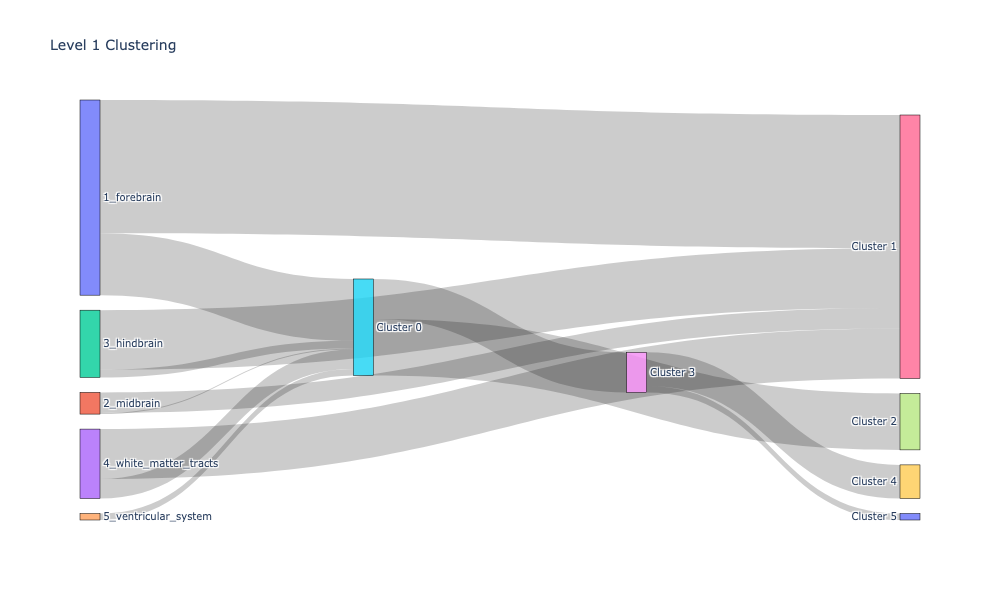 Level 1 Clustering
1_forebrain
3_hindbrain
2_midbrain
4_white_matter_tracts
5_ventricular_system
Cluster 0
Cluster 3
Cluster 1
Cluster 2
Cluster 4
Cluster 5